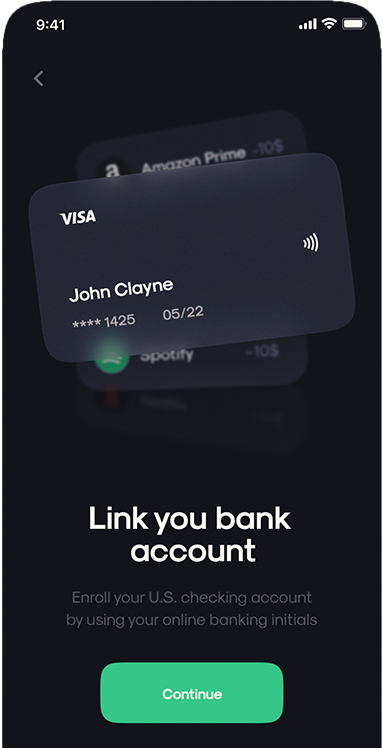 9:41
Amazon Prime -10$
VISA
John Clayne
**** 1425 05/22
Spotify -10$
Link you bank
account
Enroll your U.S. checking account
by using your online banking initials
Continue